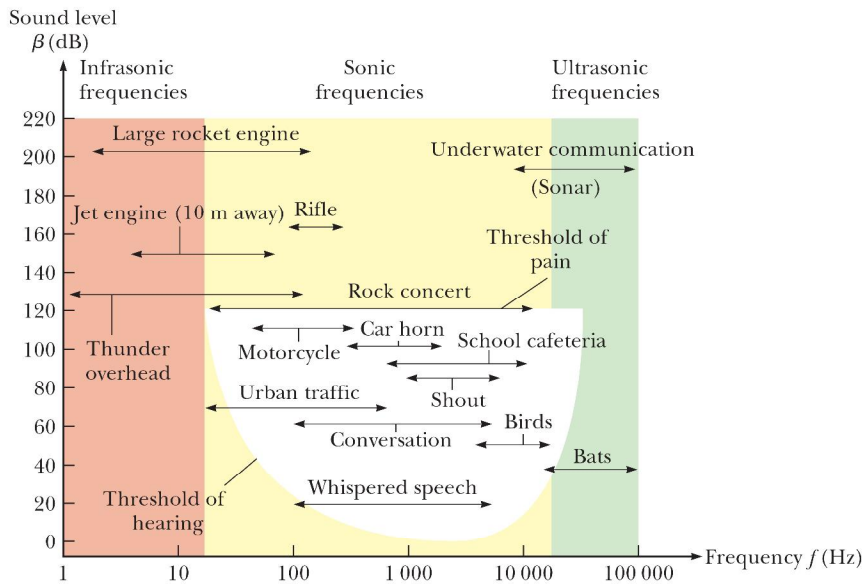 Sound level
β (dB)
Infrasonic
frequencies
Sonic
frequencies
Ultrasonic
frequencies
220
Large rocket engine
200
Underwater communication
(Sonar)
180
Jet engine (10 m away)
Rifle
160
Threshold of
pain
140
Rock concert
120
Thunder
overhead
Motorcycle
Car horn
School cafeteria
100
80
Urban traffic
Shout
60
Conversation
Birds
40
Bats
Threshold of
hearing
Whispered speech
20
0
1
10
100
1 000
10 000
100 000
Frequency f (Hz)